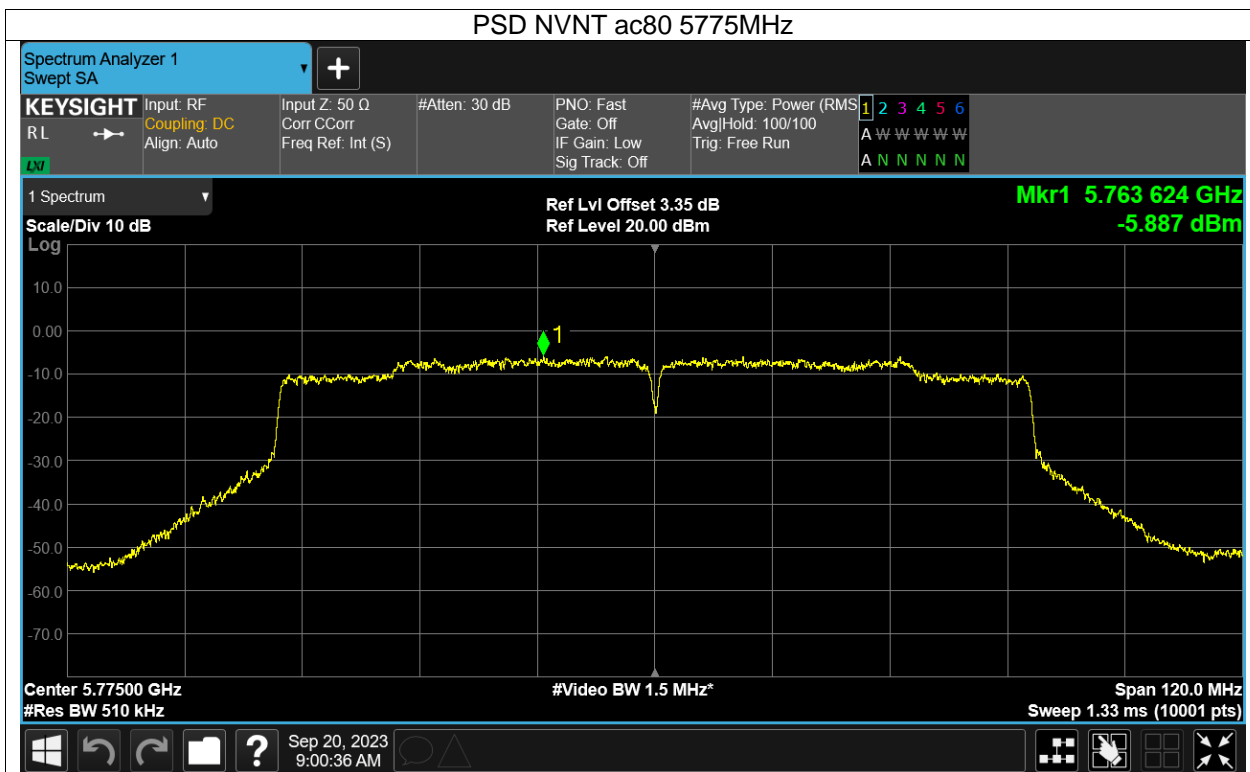 PSD NVNT ac80 5775MHz
Spectrum Analyzer 1
Swept SA
KEYSIGHT
RL
LXI
Input: RF
Coupling: DC
Align: Auto
Input Z: 50 Ω
Corr CCorr
Freq Ref: Int (S)
#Atten: 30 dB
PNO: Fast
Gate: Off
IF Gain: Low
Sig Track: Off
#Avg Type: Power (RMS
Avg|Hold: 100/100
Trig: Free Run
1 2 3 4 5 6
A W W W W W
A N N N N N
1 Spectrum
Scale/Div 10 dB
Ref Lvl Offset 3.35 dB
Ref Level 20.00 dBm
Mkr1 5.763 624 GHz
-5.887 dBm
Log
10.0
0.00
1
-10.0
-20.0
-30.0
-40.0
-50.0
-60.0
-70.0
Center 5.77500 GHz
#Res BW 510 kHz
#Video BW 1.5 MHz*
Span 120.0 MHz
Sweep 1.33 ms (10001 pts)
?
Sep 20, 2023
9:00:36 AM